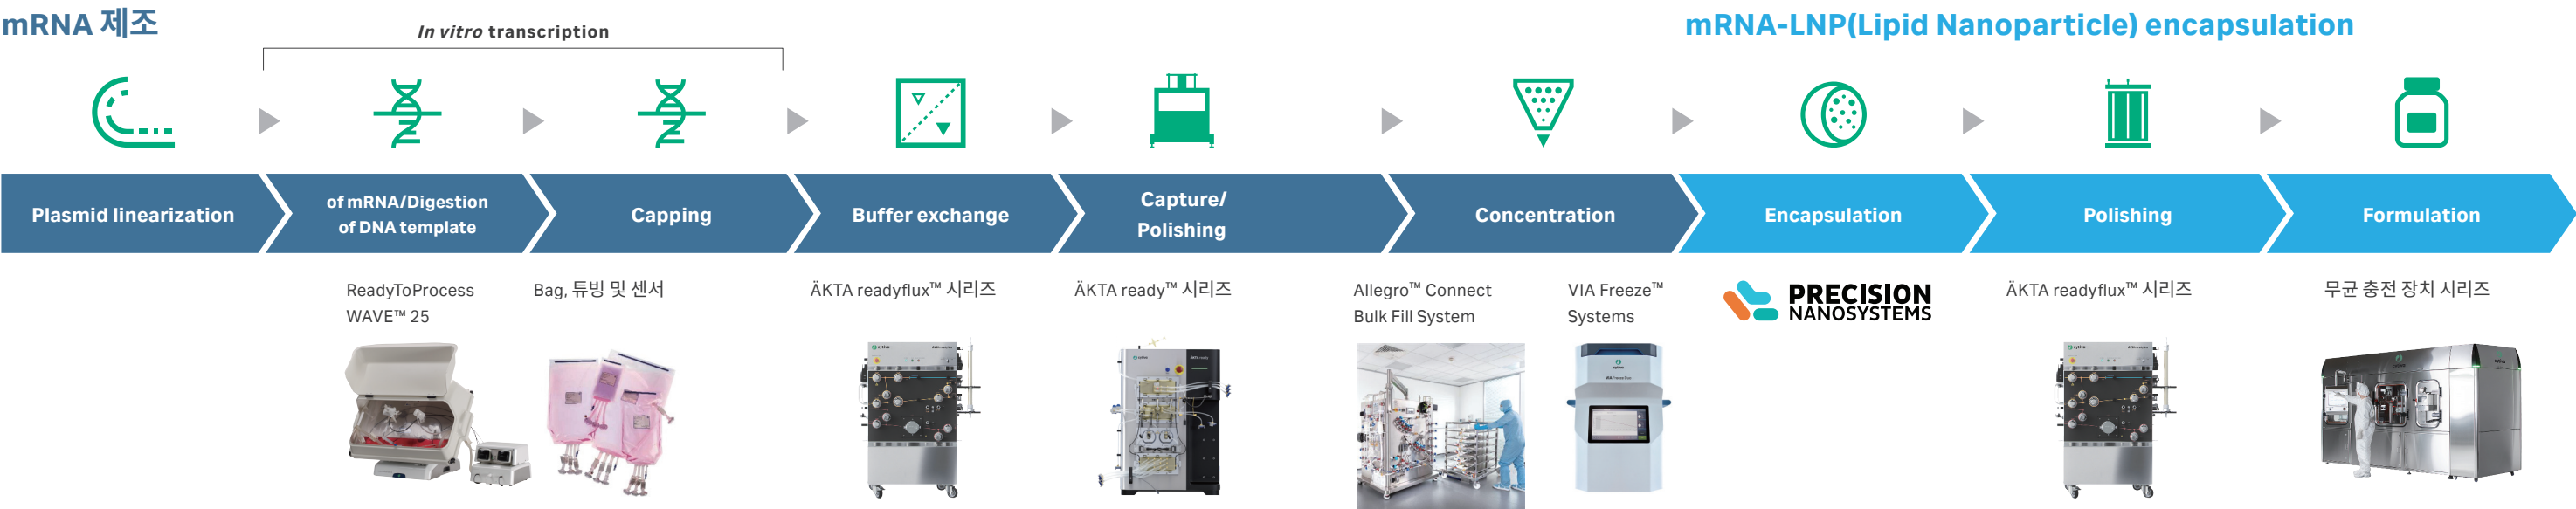 mRNA 제조
In vitro transcription
mRNA-LNP(Lipid Nanoparticle) encapsulation
Plasmid linearization
of mRNA/Digestion
of DNA template
Capping
Buffer exchange
Capture/
Polishing
Concentration
Encapsulation
Polishing
Formulation
ReadyToProcess
WAVE™ 25
Bag, 튜빙 및 센서
ÄKTA readyflux™ 시리즈
ÄKTA ready™ 시리즈
Allegro™ Connect
Bulk Fill System
VIA Freeze™
Systems
PRECISION
NANOSYSTEMS
ÄKTA readyflux™ 시리즈
무균 충전 장치 시리즈